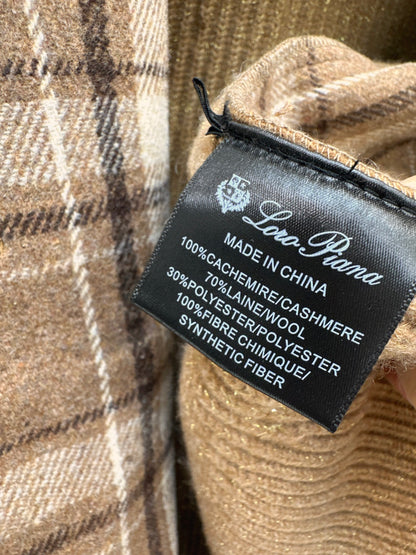 Loro Piana
MADE IN CHINA
100%CACHEMIRE/CASHMERE
70%LAINE/WOOL
30%POLYESTER/POLYESTER
100%FIBRE CHIMIQUE/
SYNTHETIC FIBER